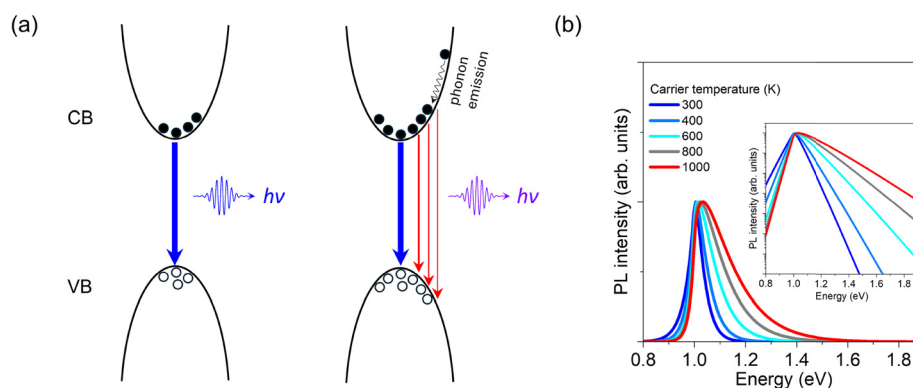 (a)
CB
VB
hν
phonon
emission
hν
(b)
Carrier temperature (K)
300
400
600
800
1000
PL intensity (arb. units)
0.8 1.0 1.2 1.4 1.6 1.8
Energy (eV)
PL intensity (arb. units)
0.8 1.0 1.2 1.4 1.6 1.8
Energy (eV)